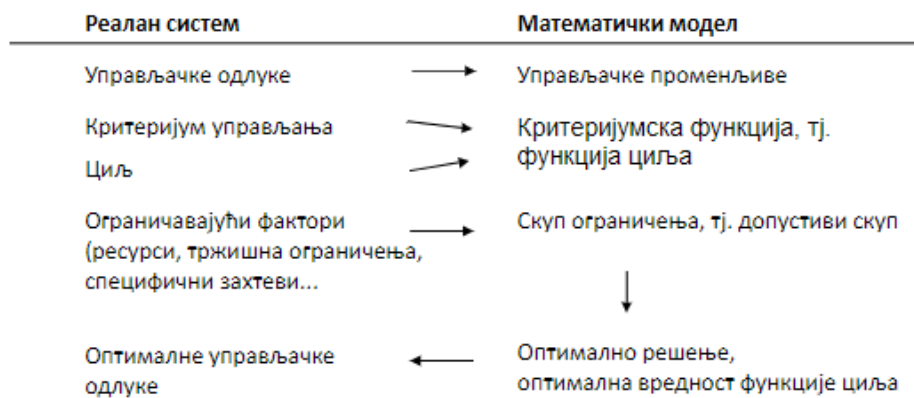 Реалан систем Математички модел
Управљачке одлуке Управљачке променљиве
Критеријум управљања Критеријумска функција, тј.
Циљ функција циља
Ограничавајући фактори Скуп ограничења, тј. допустиви скуп
(ресурси, тржишна ограничења,
специфични захтеви...
Оптималне управљачке Оптимално решење,
одлуке оптимална вредност функције циља